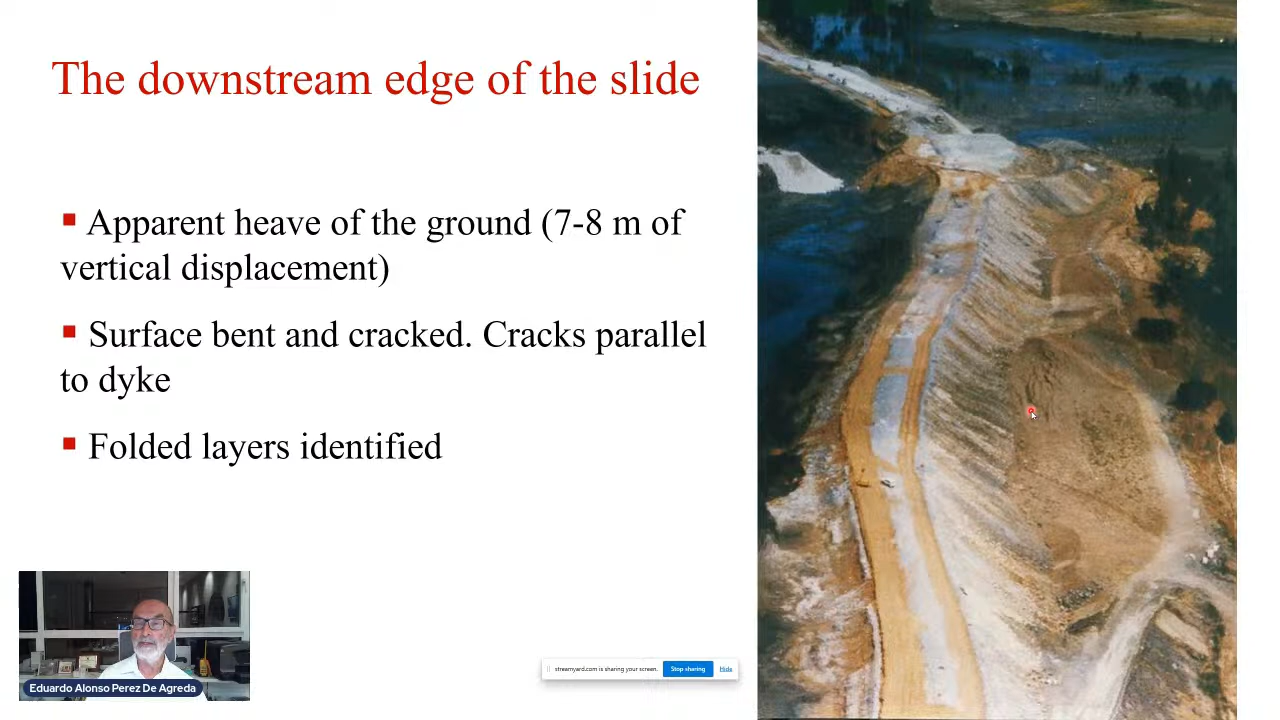 The downstream edge of the slide
Apparent heave of the ground (7-8 m of
vertical displacement)
Surface bent and cracked. Cracks parallel
to dyke
Folded layers identified
streamyard.com is sharing your screen.
Stop sharing
Hide
Eduardo Alonso Perez De Agreda